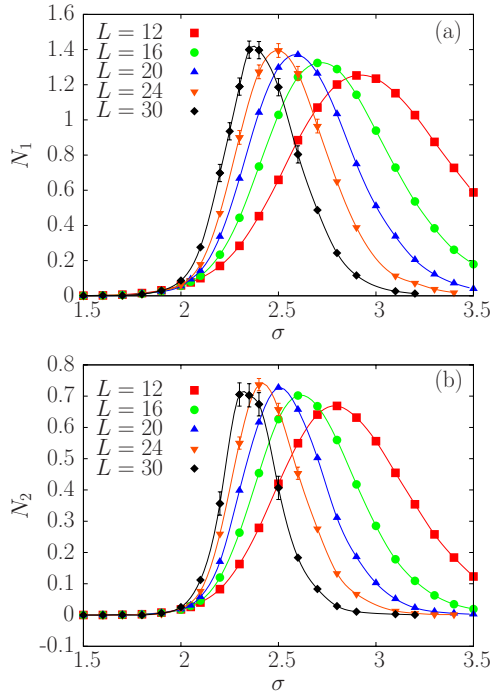 (a)
L = 12
L = 16
L = 20
L = 24
L = 30
N1
0
0.2
0.4
0.6
0.8
1
1.2
1.4
1.6
1.5 2 2.5 3 3.5
σ
(b)
L = 12
L = 16
L = 20
L = 24
L = 30
N2
-0.1
0
0.1
0.2
0.3
0.4
0.5
0.6
0.7
0.8
1.5 2 2.5 3 3.5
σ